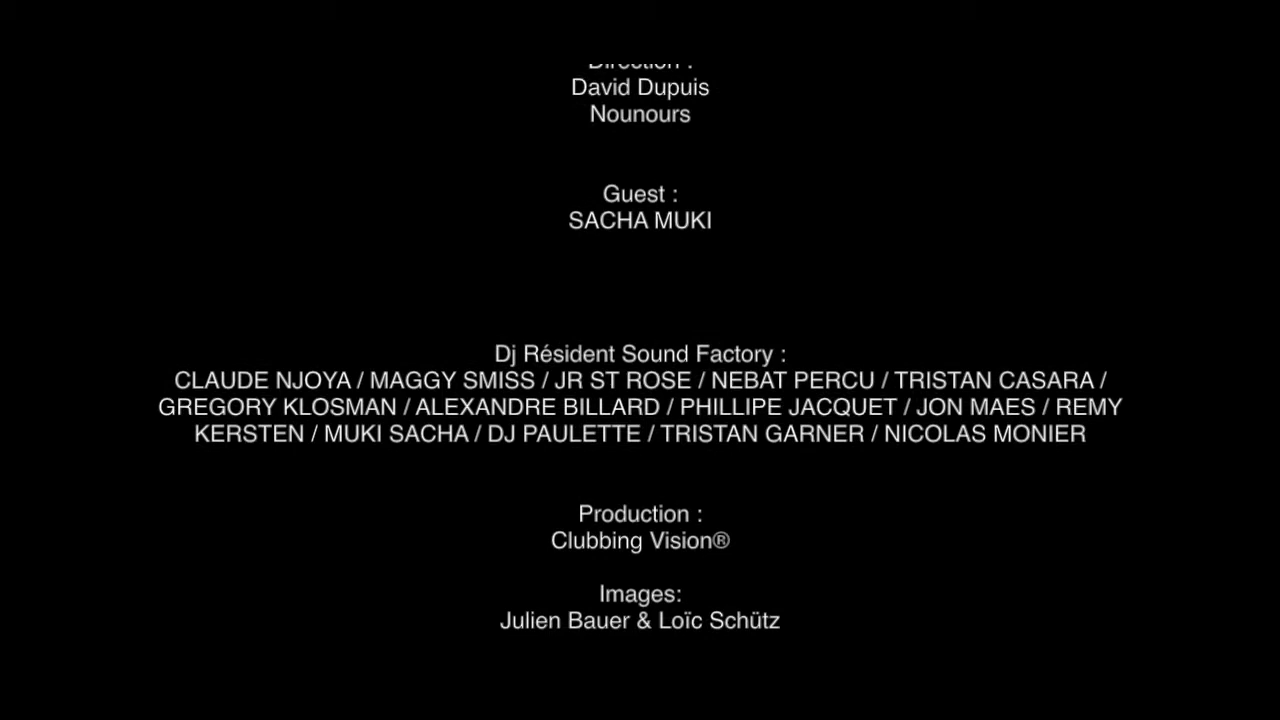 Direction :
David Dupuis
Nounours
Guest :
SACHA MUKI
Dj Résident Sound Factory :
CLAUDE NJOYA / MAGGY SMISS / JR ST ROSE / NEBAT PERCU / TRISTAN CASARA /
GREGORY KLOSMAN / ALEXANDRE BILLARD / PHILLIPE JACQUET / JON MAES / REMY
KERSTEN / MUKI SACHA / DJ PAULETTE / TRISTAN GARNER / NICOLAS MONIER
Production :
Clubbing Vision®
Images:
Julien Bauer & Loïc Schütz